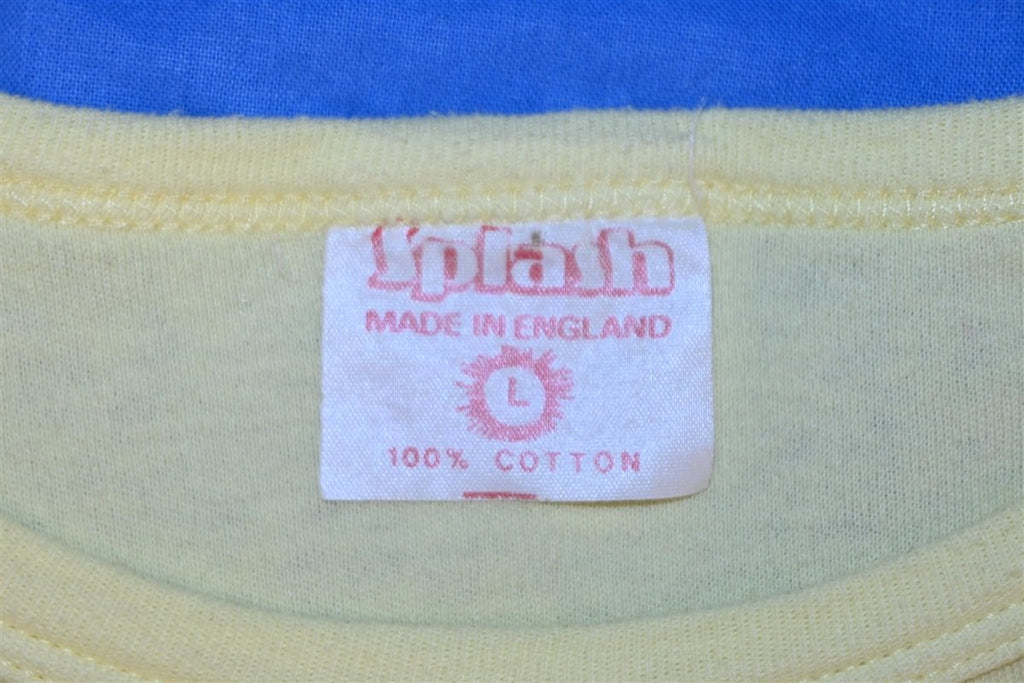 Splash
MADE IN ENGLAND
L
100% COTTON